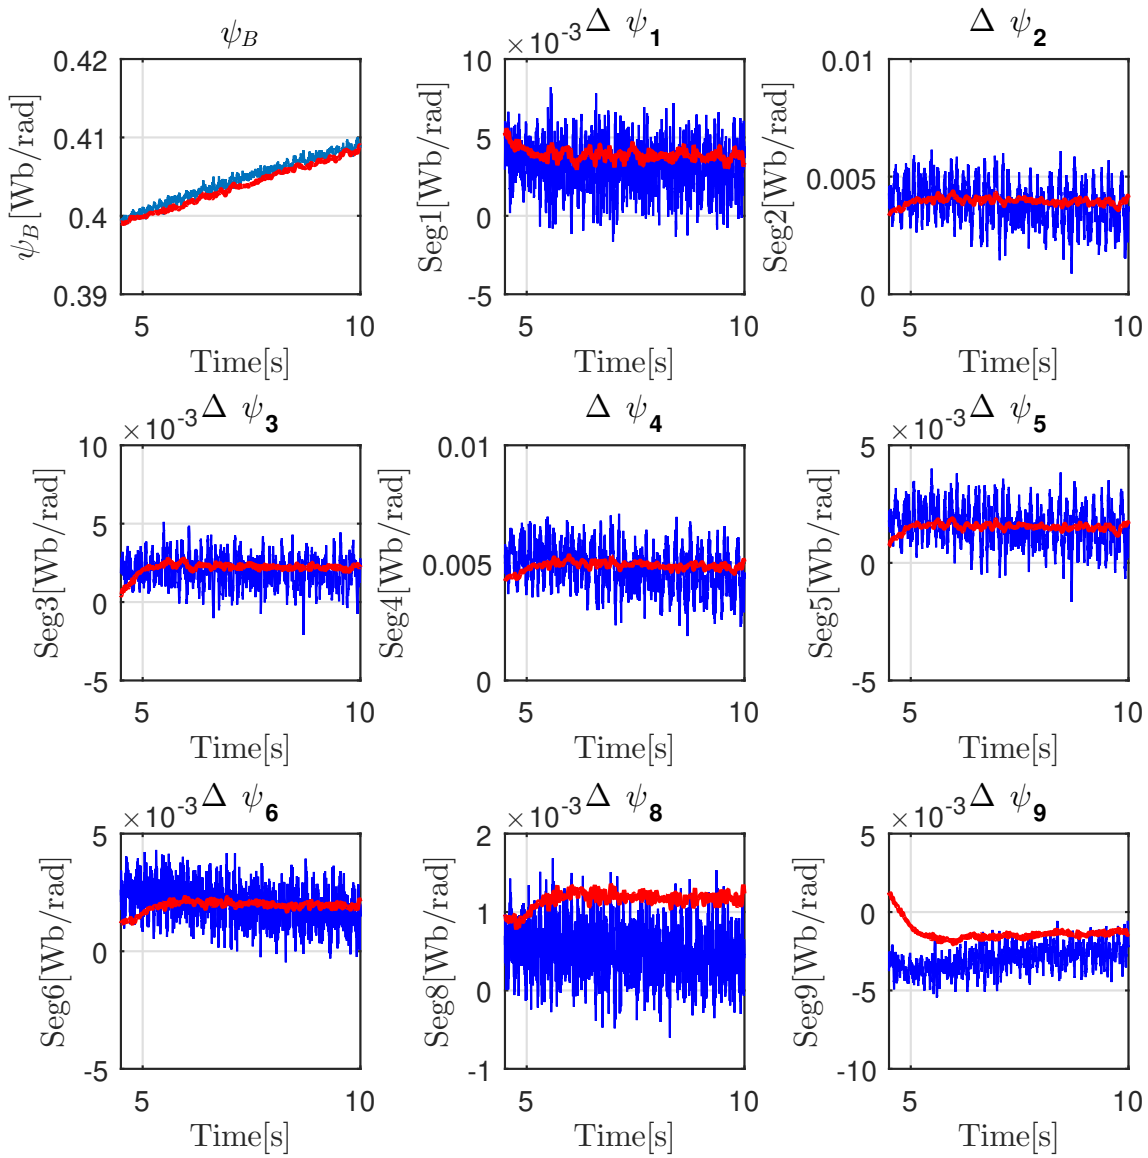 ψ_B
0.42
0.41
0.4
0.39
ψ_B[Wb/rad]
5 10
Time[s]
×10-3 Δ ψ_1
10
5
0
-5
Seg1[Wb/rad]
5 10
Time[s]
Δ ψ_2
0.01
0.005
0
Seg2[Wb/rad]
5 10
Time[s]
×10-3 Δ ψ_3
10
5
0
-5
Seg3[Wb/rad]
5 10
Time[s]
Δ ψ_4
0.01
0.005
0
Seg4[Wb/rad]
5 10
Time[s]
×10-3 Δ ψ_5
5
0
-5
Seg5[Wb/rad]
5 10
Time[s]
×10-3 Δ ψ_6
5
0
-5
Seg6[Wb/rad]
5 10
Time[s]
×10-3 Δ ψ_8
2
1
0
-1
Seg8[Wb/rad]
5 10
Time[s]
×10-3 Δ ψ_9
5
0
-5
-10
Seg9[Wb/rad]
5 10
Time[s]